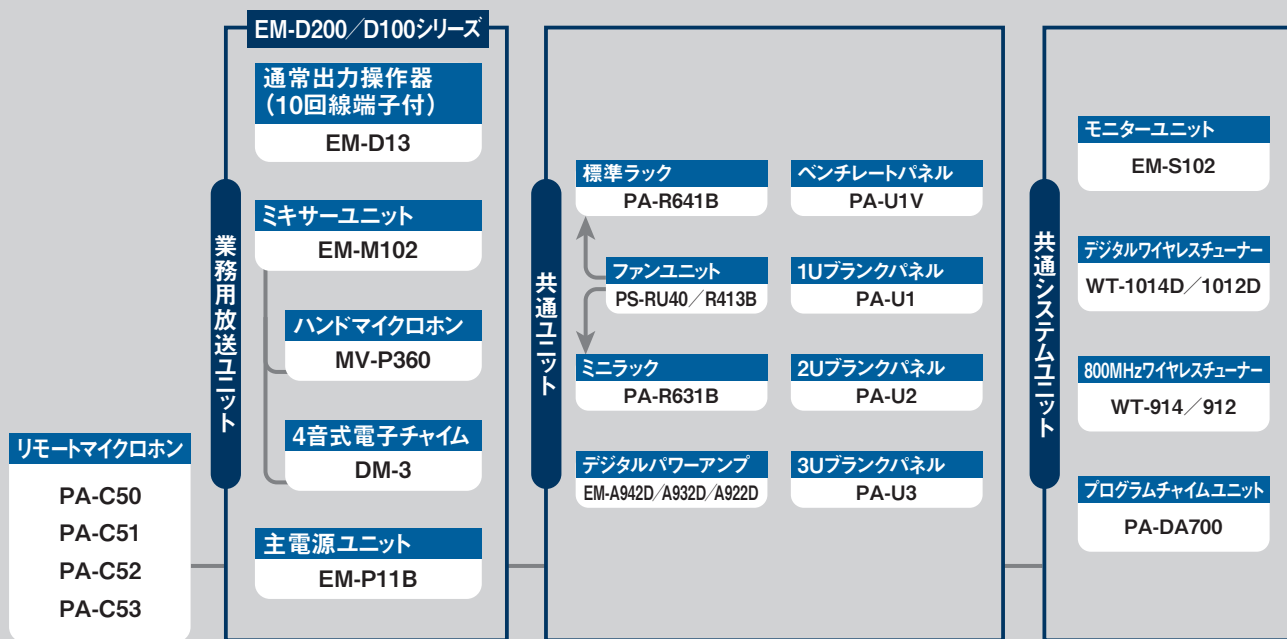 リモートマイクロホン
PA-C50
PA-C51
PA-C52
PA-C53
EM-D200／D100シリーズ
業務用放送ユニット
通常出力操作器
（10回線端子付）
EM-D13
ミキサーユニット
EM-M102
ハンドマイクロホン
MV-P360
4音式電子チャイム
DM-3
主電源ユニット
EM-P11B
共通ユニット
標準ラック
PA-R641B
ファンユニット
PS-RU40／R413B
ミニラック
PA-R631B
デジタルパワーアンプ
EM-A942D／A932D／A922D
ベンチレートパネル
PA-U1V
1Uブランクパネル
PA-U1
2Uブランクパネル
PA-U2
3Uブランクパネル
PA-U3
共通システムユニット
モニターユニット
EM-S102
デジタルワイヤレスチューナー
WT-1014D／1012D
800MHzワイヤレスチューナー
WT-914／912
プログラムチャイムユニット
PA-DA700